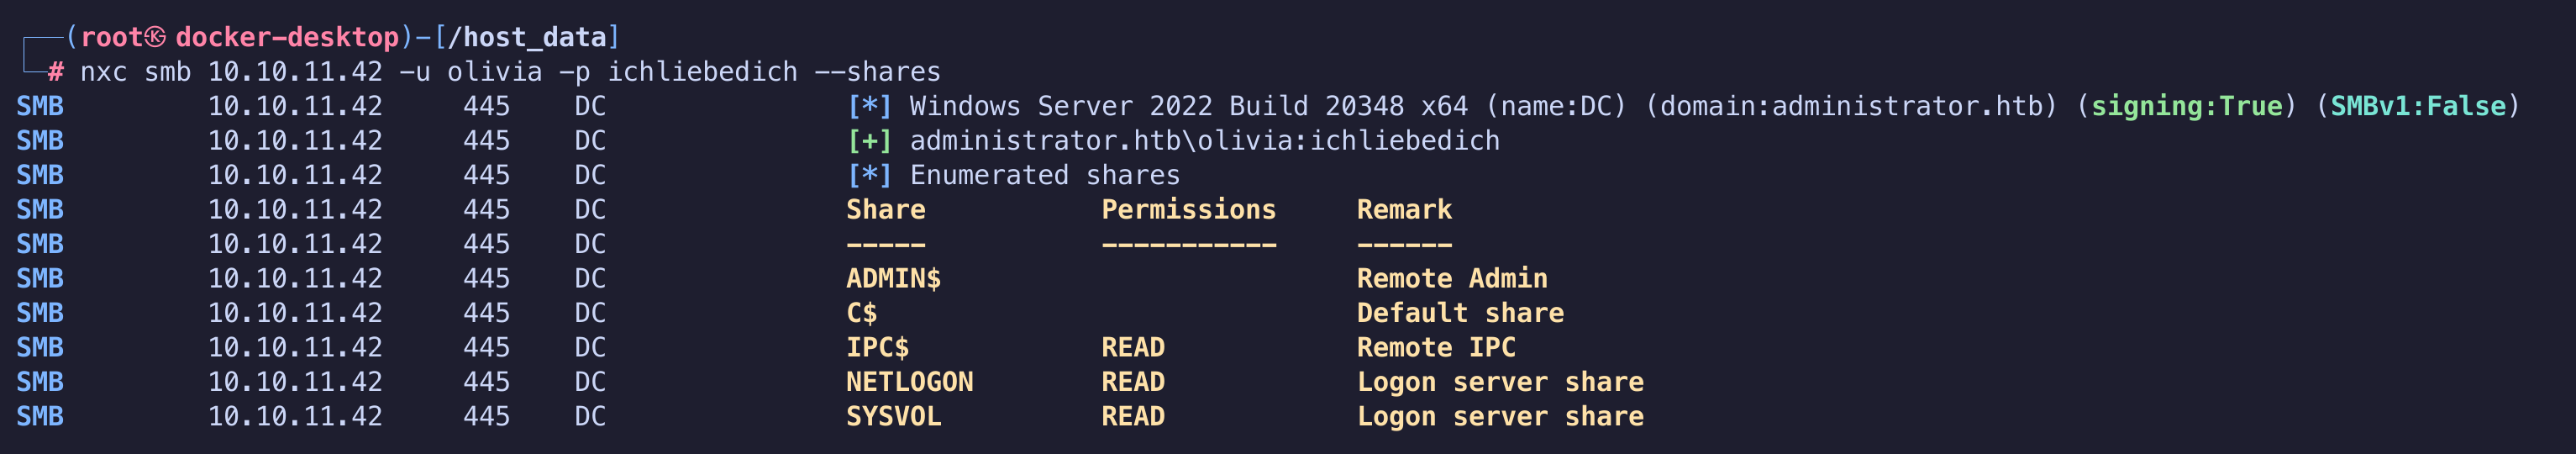 (root㉿ docker-desktop)-[/host_data]
# nxc smb 10.10.11.42 -u olivia -p ichliebedich --shares
SMB 10.10.11.42 445 DC [*] Windows Server 2022 Build 20348 x64 (name:DC) (domain:administrator.htb) (signing:True) (SMBv1:False)
SMB 10.10.11.42 445 DC [+] administrator.htb\olivia:ichliebedich
SMB 10.10.11.42 445 DC [*] Enumerated shares
SMB 10.10.11.42 445 DC Share Permissions Remark
SMB 10.10.11.42 445 DC ----- ----------- ------
SMB 10.10.11.42 445 DC ADMIN$ Remote Admin
SMB 10.10.11.42 445 DC C$ Default share
SMB 10.10.11.42 445 DC IPC$ READ Remote IPC
SMB 10.10.11.42 445 DC NETLOGON READ Logon server share
SMB 10.10.11.42 445 DC SYSVOL READ Logon server share